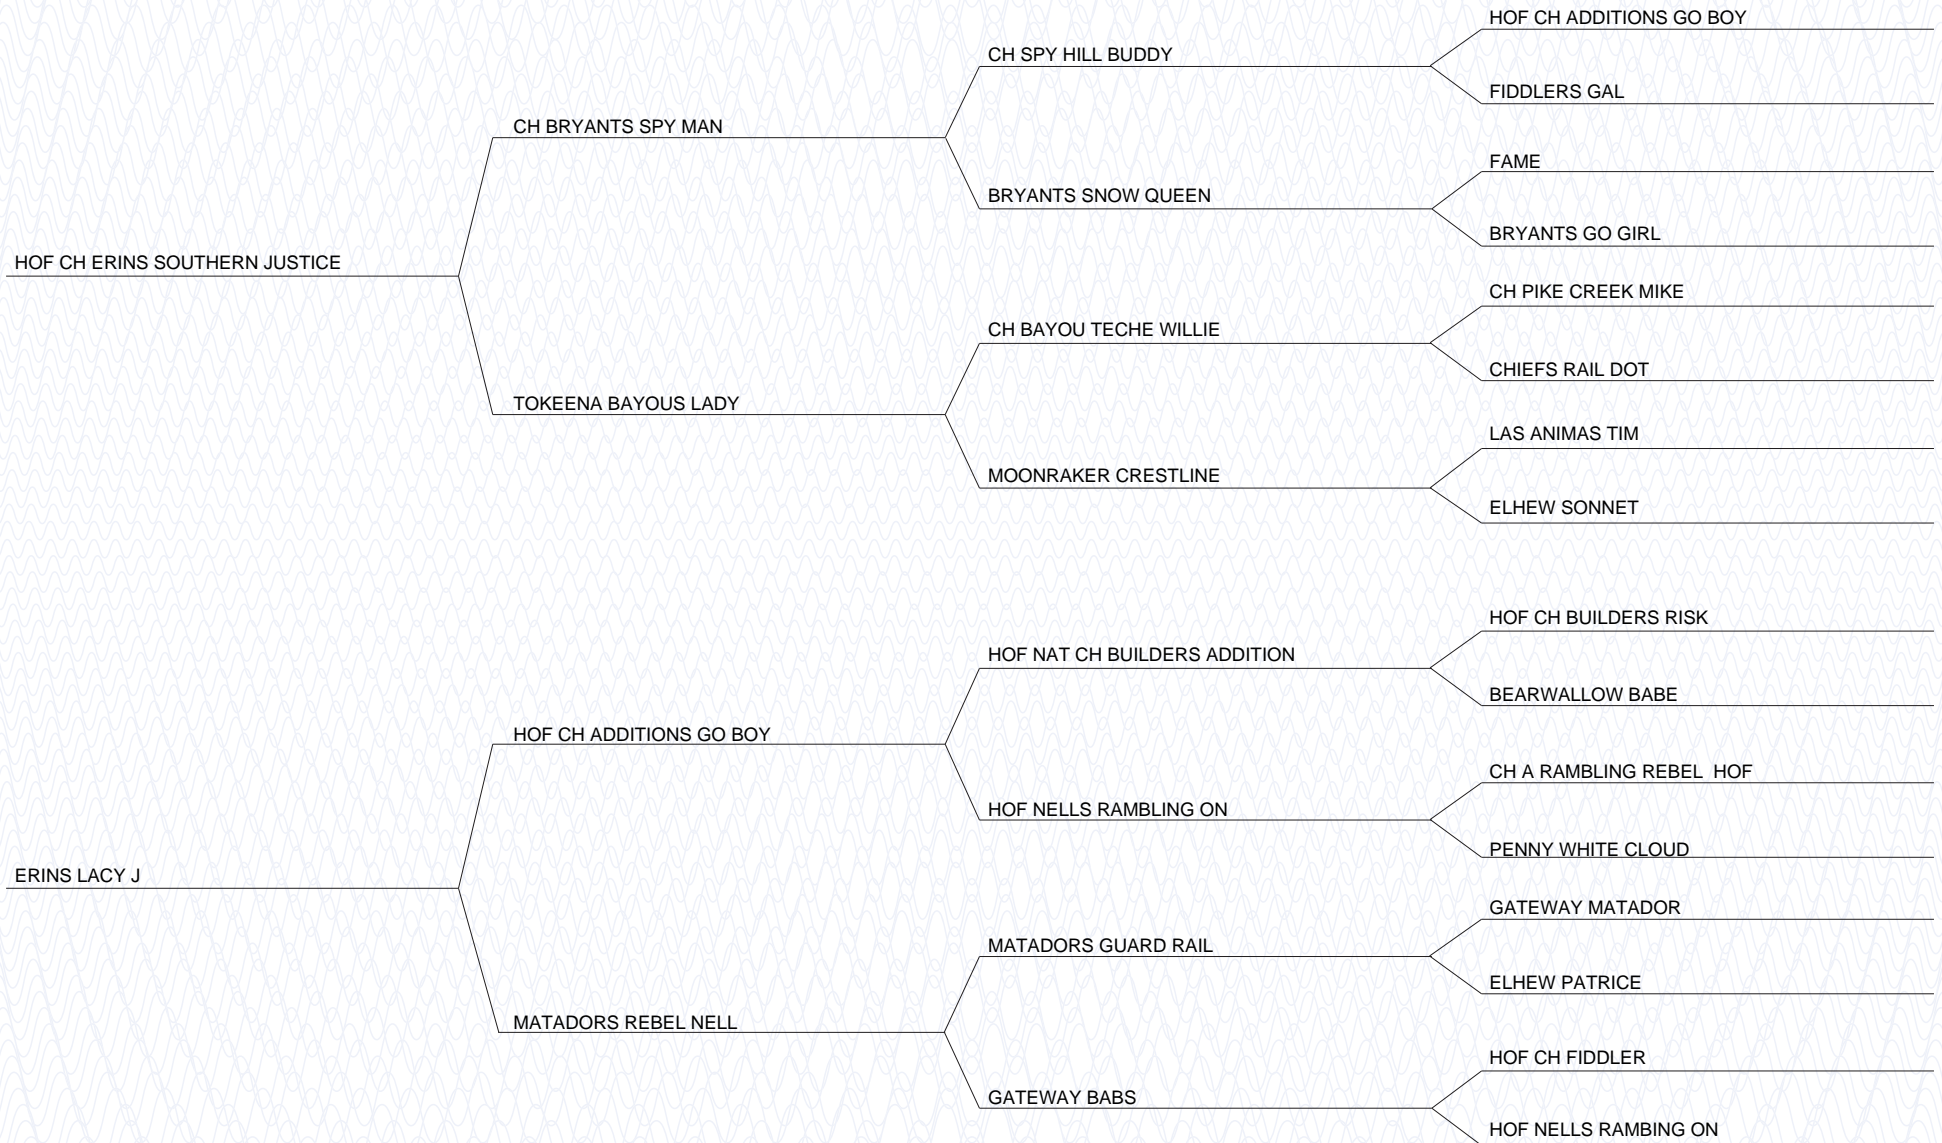 HOF CH ADDITIONS GO BOY
CH SPY HILL BUDDY
FIDDLERS GAL
CH BRYANTS SPY MAN
FAME
BRYANTS SNOW QUEEN
BRYANTS GO GIRL
HOF CH ERINS SOUTHERN JUSTICE
CH PIKE CREEK MIKE
CH BAYOU TECHE WILLIE
CHIEFS RAIL DOT
TOKEENA BAYOUS LADY
LAS ANIMAS TIM
MOONRAKER CRESTLINE
ELHEW SONNET
HOF CH BUILDERS RISK
HOF NAT CH BUILDERS ADDITION
BEARWALLOW BABE
HOF CH ADDITIONS GO BOY
CH A RAMBLING REBEL  HOF
HOF NELLS RAMBLING ON
PENNY WHITE CLOUD
ERINS LACY J
GATEWAY MATADOR
MATADORS GUARD RAIL
ELHEW PATRICE
MATADORS REBEL NELL
HOF CH FIDDLER
GATEWAY BABS
HOF NELLS RAMBING ON